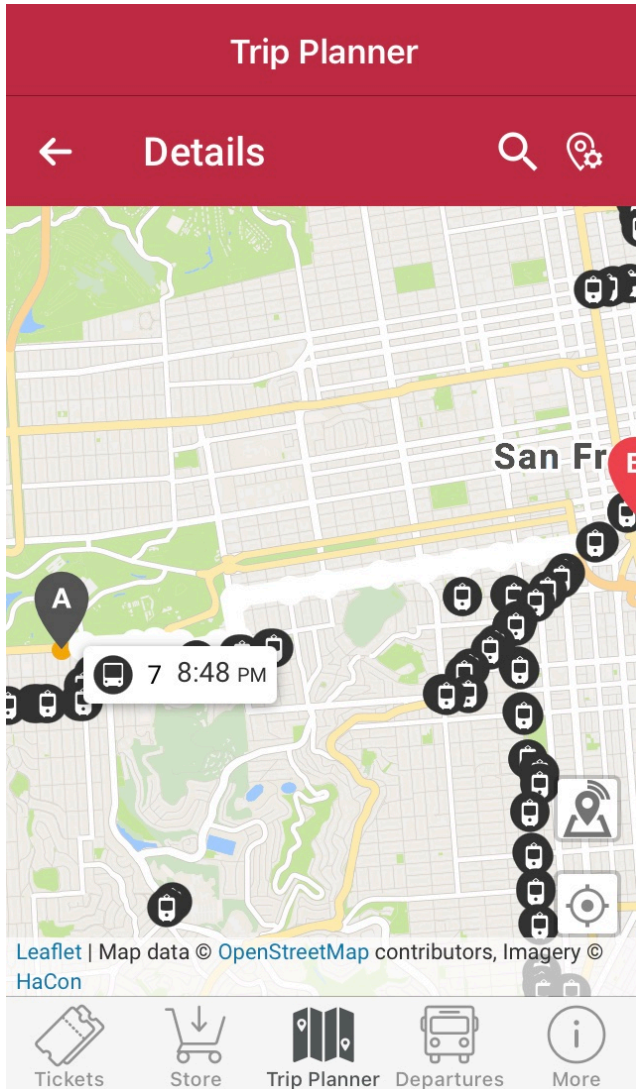 Trip Planner
Details
San Fr
B
A
7 8:48 PM
Leaflet | Map data © OpenStreetMap contributors, Imagery ©
HaCon
Tickets Store Trip Planner Departures More